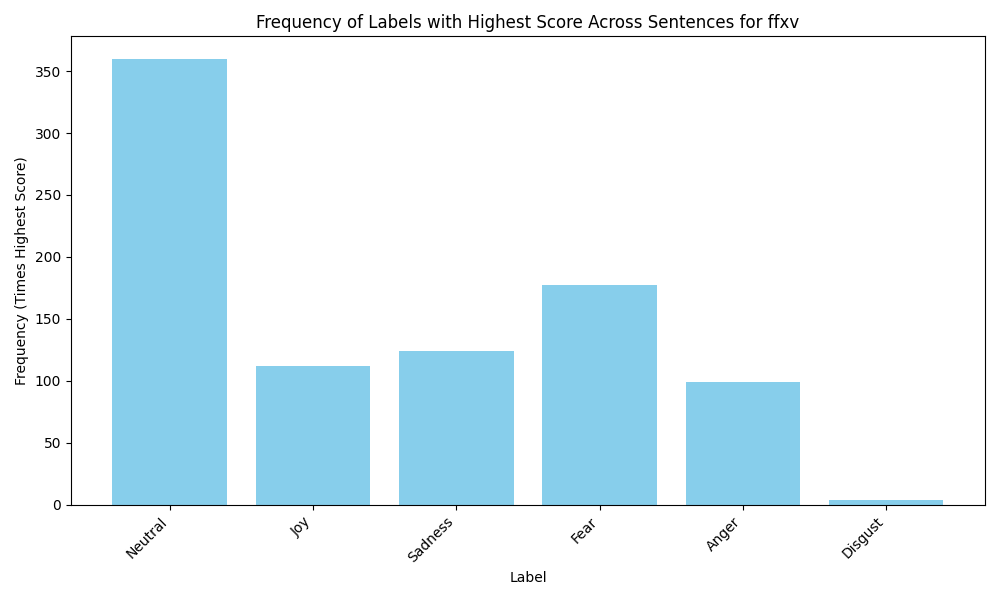 Frequency of Labels with Highest Score Across Sentences for ffxv
Frequency (Times Highest Score)
350
300
250
200
150
100
50
0
Neutral
Joy
Sadness
Fear
Anger
Disgust
Label